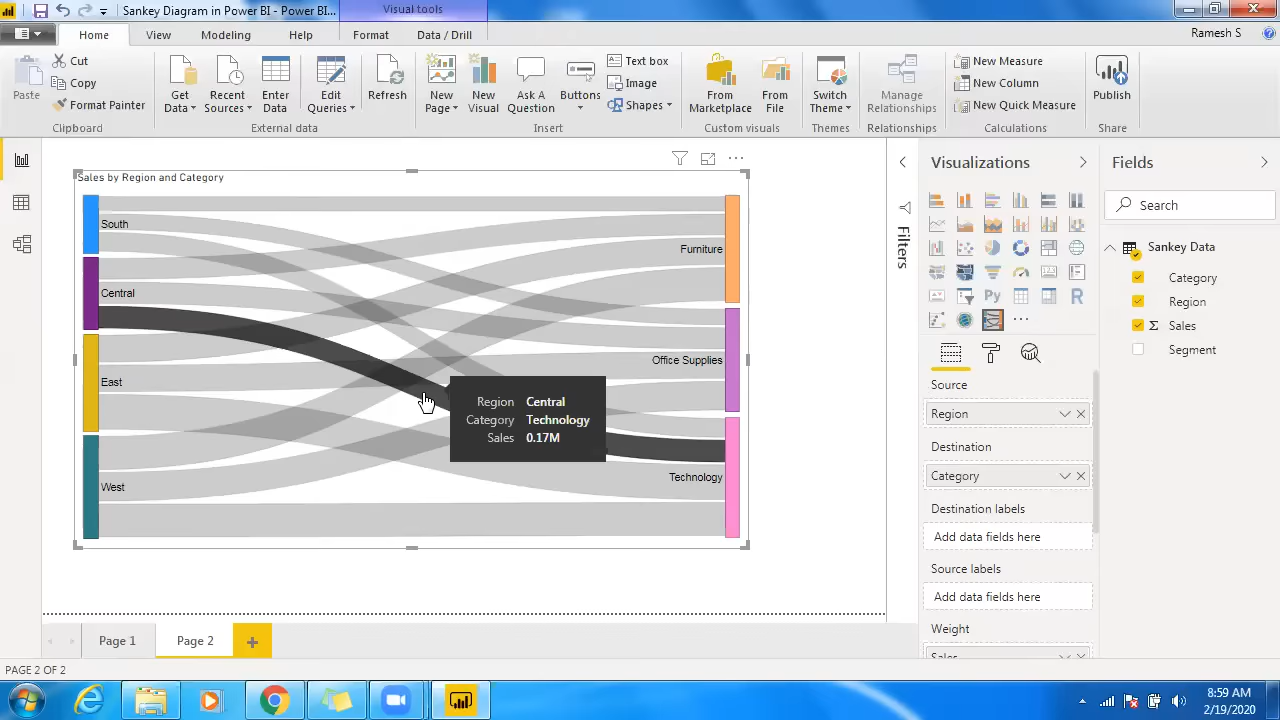 Sankey Diagram in Power BI - Power BI...
Visual tools
Home
View
Modeling
Help
Format
Data / Drill
Ramesh S
Paste
Cut
Copy
Format Painter
Clipboard
Get Data
Recent Sources
Enter Data
Edit Queries
Refresh
External data
New Page
New Visual
Ask A Question
Buttons
Text box
Image
Shapes
Insert
From Marketplace
From File
Custom visuals
Switch Theme
Themes
Manage Relationships
Relationships
New Measure
New Column
New Quick Measure
Calculations
Publish
Share
Sales by Region and Category
South
Central
East
West
Furniture
Office Supplies
Technology
Region Central
Category Technology
Sales 0.17M
Filters
Visualizations
Py
R
Source
Region
Destination
Category
Destination labels
Add data fields here
Source labels
Add data fields here
Weight
Sales
Fields
Search
Sankey Data
Category
Region
Σ Sales
Segment
Page 1
Page 2
PAGE 2 OF 2
8:59 AM
2/19/2020